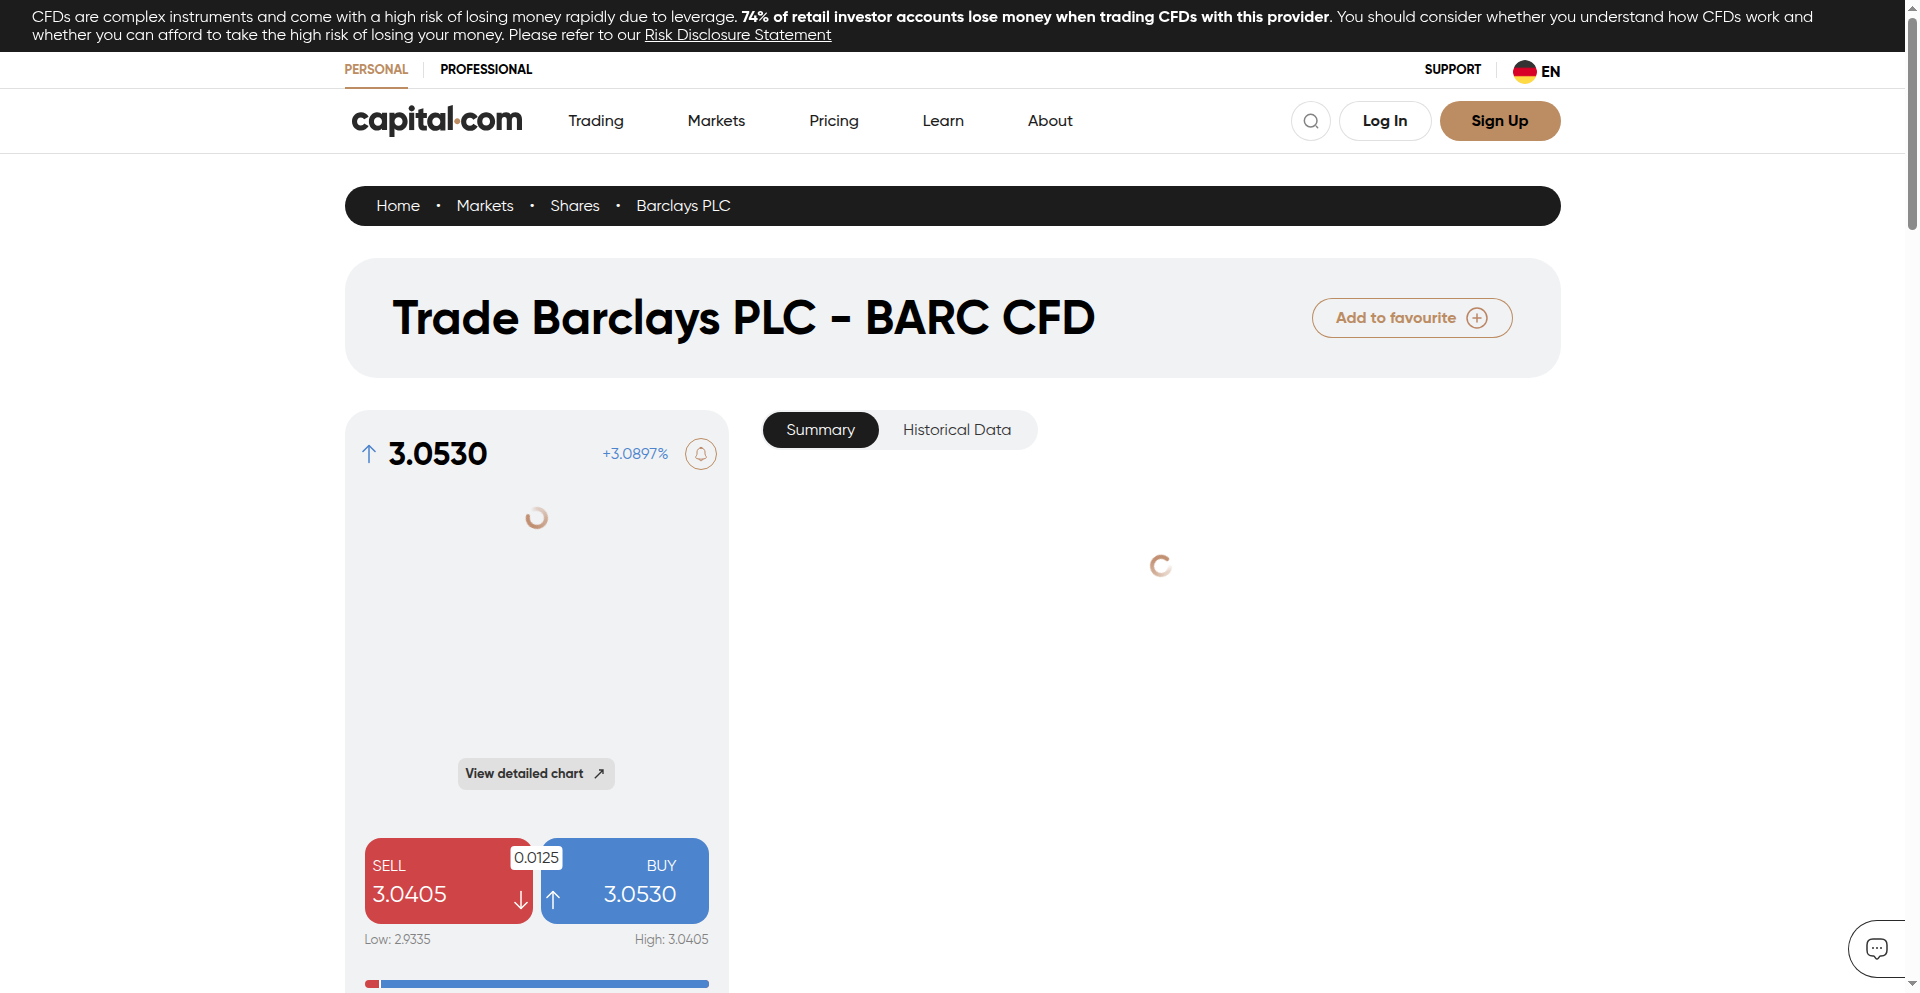 CFDs are complex instruments and come with a high risk of losing money rapidly due to leverage. 74% of retail investor accounts lose money when trading CFDs with this provider. You should consider whether you understand how CFDs work and
whether you can afford to take the high risk of losing your money. Please refer to our Risk Disclosure Statement
PERSONAL PROFESSIONAL SUPPORT EN
capital.com Trading Markets Pricing Learn About Log In Sign Up
Home • Markets • Shares • Barclays PLC
Trade Barclays PLC - BARC CFD Add to favourite
3.0530 +3.0897% Summary Historical Data
View detailed chart
SELL 0.0125 BUY
3.0405 3.0530
Low: 2.9335 High: 3.0405